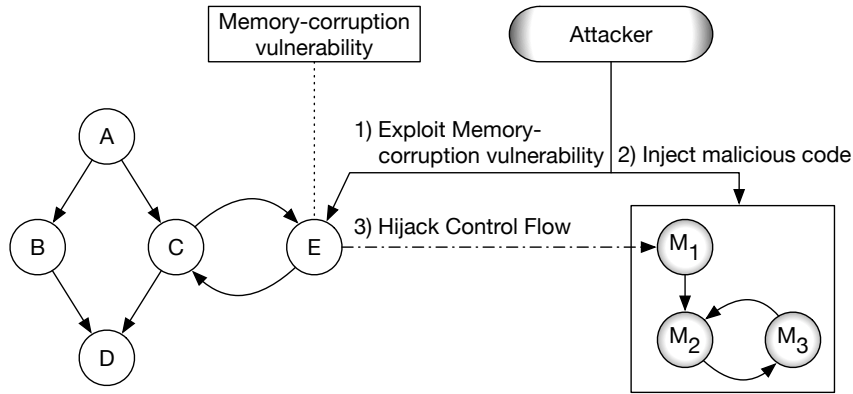 Memory-corruption
vulnerability
Attacker
1) Exploit Memory-
corruption vulnerability
2) Inject malicious code
A
B
C
E
3) Hijack Control Flow
M1
D
M2
M3